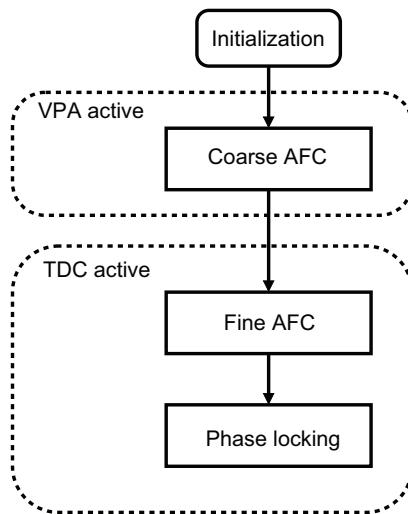 Initialization
VPA active
Coarse AFC
TDC active
Fine AFC
Phase locking